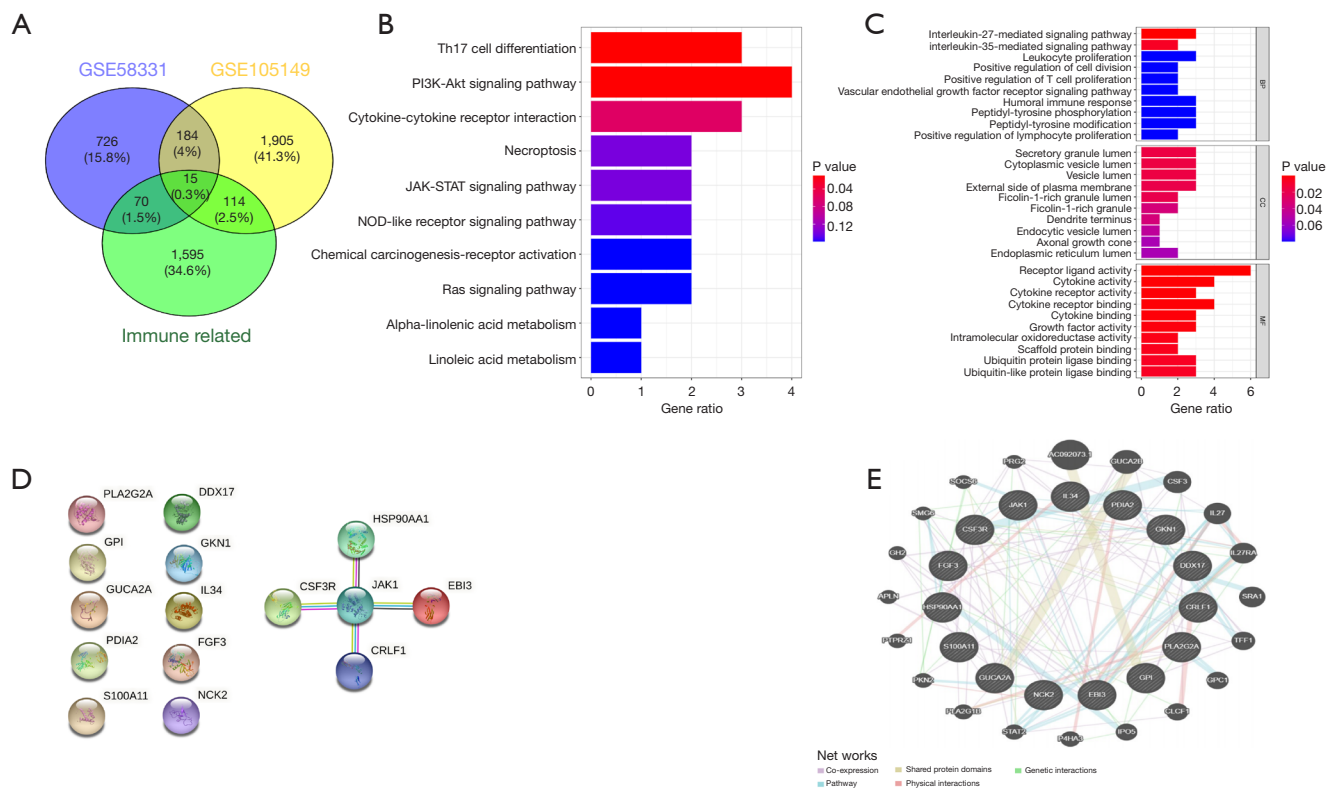 A
GSE58331
GSE105149
726
(15.8%)
184
(4%)
1,905
(41.3%)
15
(0.3%)
70
(1.5%)
114
(2.5%)
1,595
(34.6%)
Immune related
B
Th17 cell differentiation
PI3K-Akt signaling pathway
Cytokine-cytokine receptor interaction
Necroptosis
JAK-STAT signaling pathway
NOD-like receptor signaling pathway
Chemical carcinogenesis-receptor activation
Ras signaling pathway
Alpha-linolenic acid metabolism
Linoleic acid metabolism
0 1 2 3 4
Gene ratio
P value
0.04
0.08
0.12
C
Interleukin-27-mediated signaling pathway
interleukin-35-mediated signaling pathway
Leukocyte proliferation
Positive regulation of cell division
Positive regulation of T cell proliferation
Vascular endothelial growth factor receptor signaling pathway
Humoral immune response
Peptidyl-tyrosine phosphorylation
Peptidyl-tyrosine modification
Positive regulation of lymphocyte proliferation
BP
Secretory granule lumen
Cytoplasmic vesicle lumen
Vesicle lumen
External side of plasma membrane
Ficolin-1-rich granule lumen
Ficolin-1-rich granule
Dendrite terminus
Endocytic vesicle lumen
Axonal growth cone
Endoplasmic reticulum lumen
CC
Receptor ligand activity
Cytokine activity
Cytokine receptor activity
Cytokine receptor binding
Cytokine binding
Growth factor activity
Intramolecular oxidoreductase activity
Scaffold protein binding
Ubiquitin protein ligase binding
Ubiquitin-like protein ligase binding
MF
0 2 4 6
Gene ratio
P value
0.02
0.04
0.06
D
PLA2G2A
DDX17
GPI
GKN1
GUCA2A
IL34
PDIA2
FGF3
S100A11
NCK2
HSP90AA1
CSF3R
JAK1
EBI3
CRLF1
E
AC092073.1
PRG2
GUCA2B
SOCS6
CSF3
IL34
JAK1
PDIA2
SMG6
IL27
CSF3R
GKN1
GH2
IL27RA
FGF3
DDX17
APLN
SRA1
HSP90AA1
CRLF1
TFF1
S100A11
PLA2G2A
PKN2
GPC1
GUCA2A
GPI
PLA2G1B
NCK2
EBI3
CLCF1
STAT2
P4HA3
IPO5
Net works
Co-expression
Shared protein domains
Genetic interactions
Pathway
Physical interactions